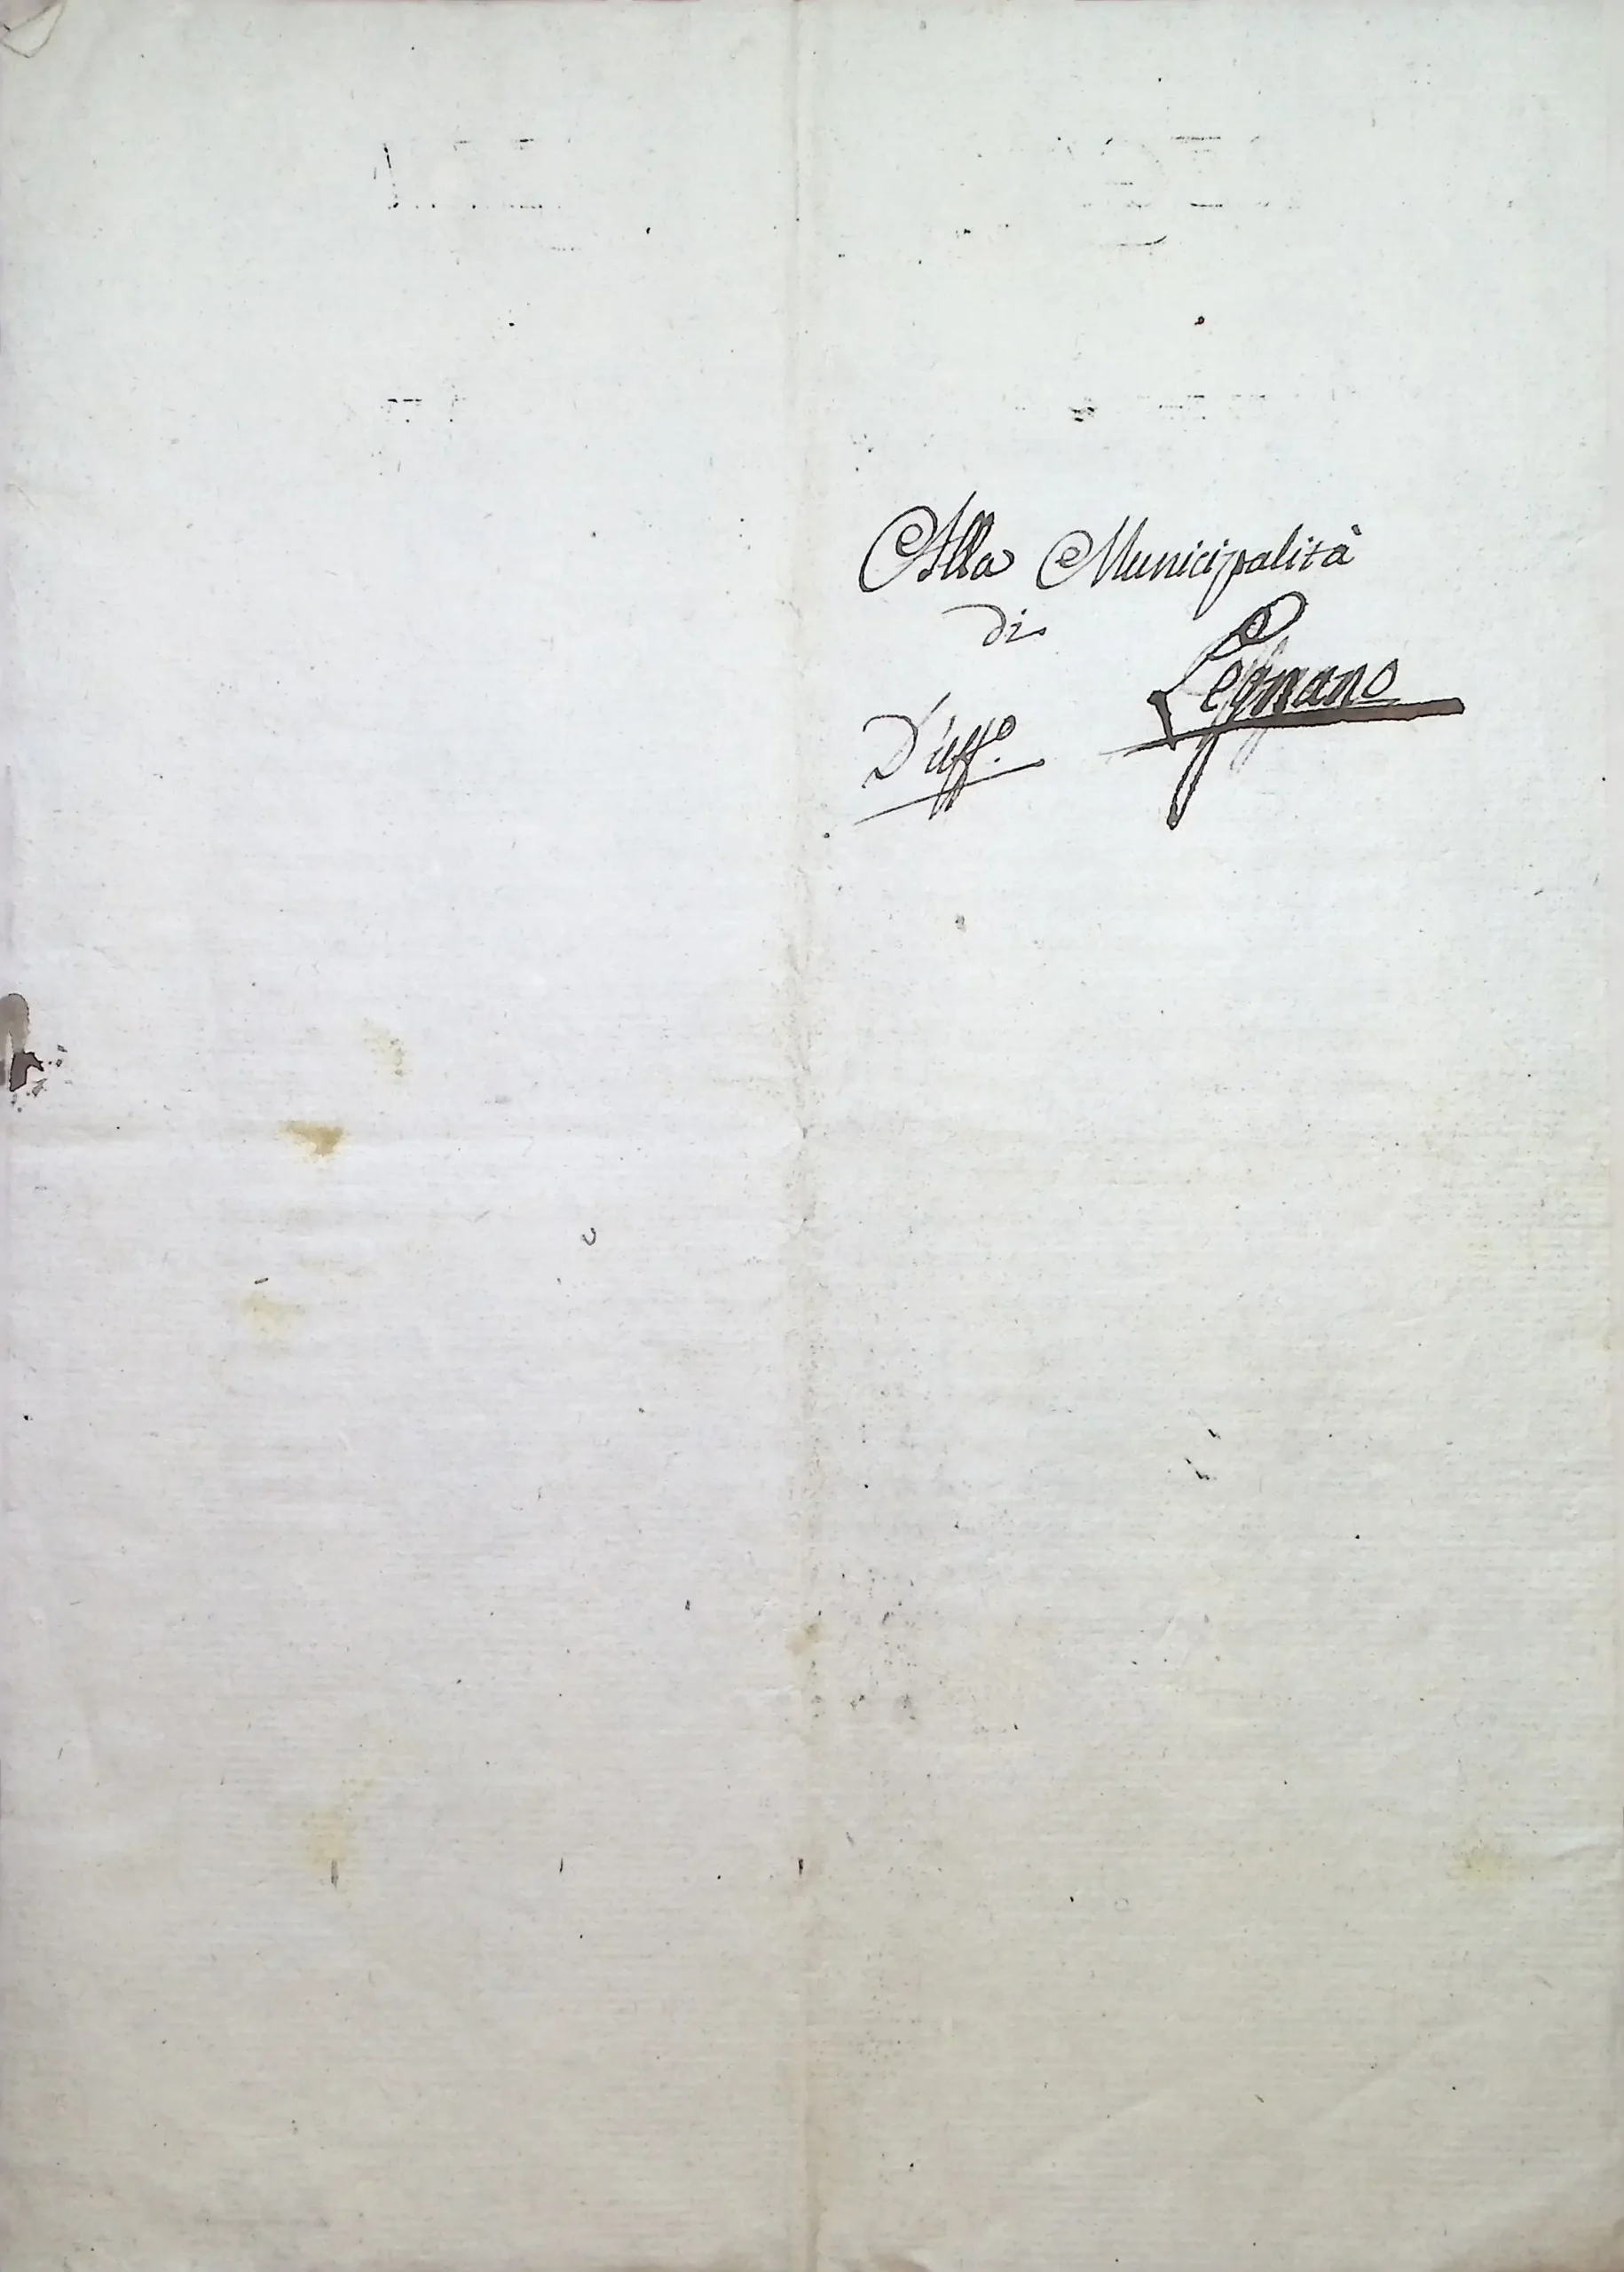 Alla Municipalità
di
Legnano
D'uff.o